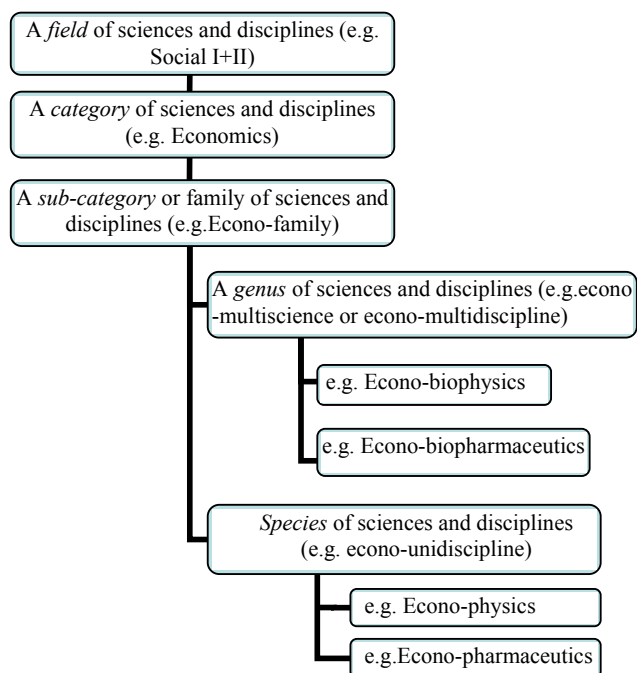 A field of sciences and disciplines (e.g.
Social I+II)
A category of sciences and disciplines
(e.g. Economics)
A sub-category or family of sciences and
disciplines (e.g.Econo-family)
A genus of sciences and disciplines (e.g.econo
-multiscience or econo-multidiscipline)
e.g. Econo-biophysics
e.g. Econo-biopharmaceutics
Species of sciences and disciplines
(e.g. econo-unidiscipline)
e.g. Econo-physics
e.g.Econo-pharmaceutics